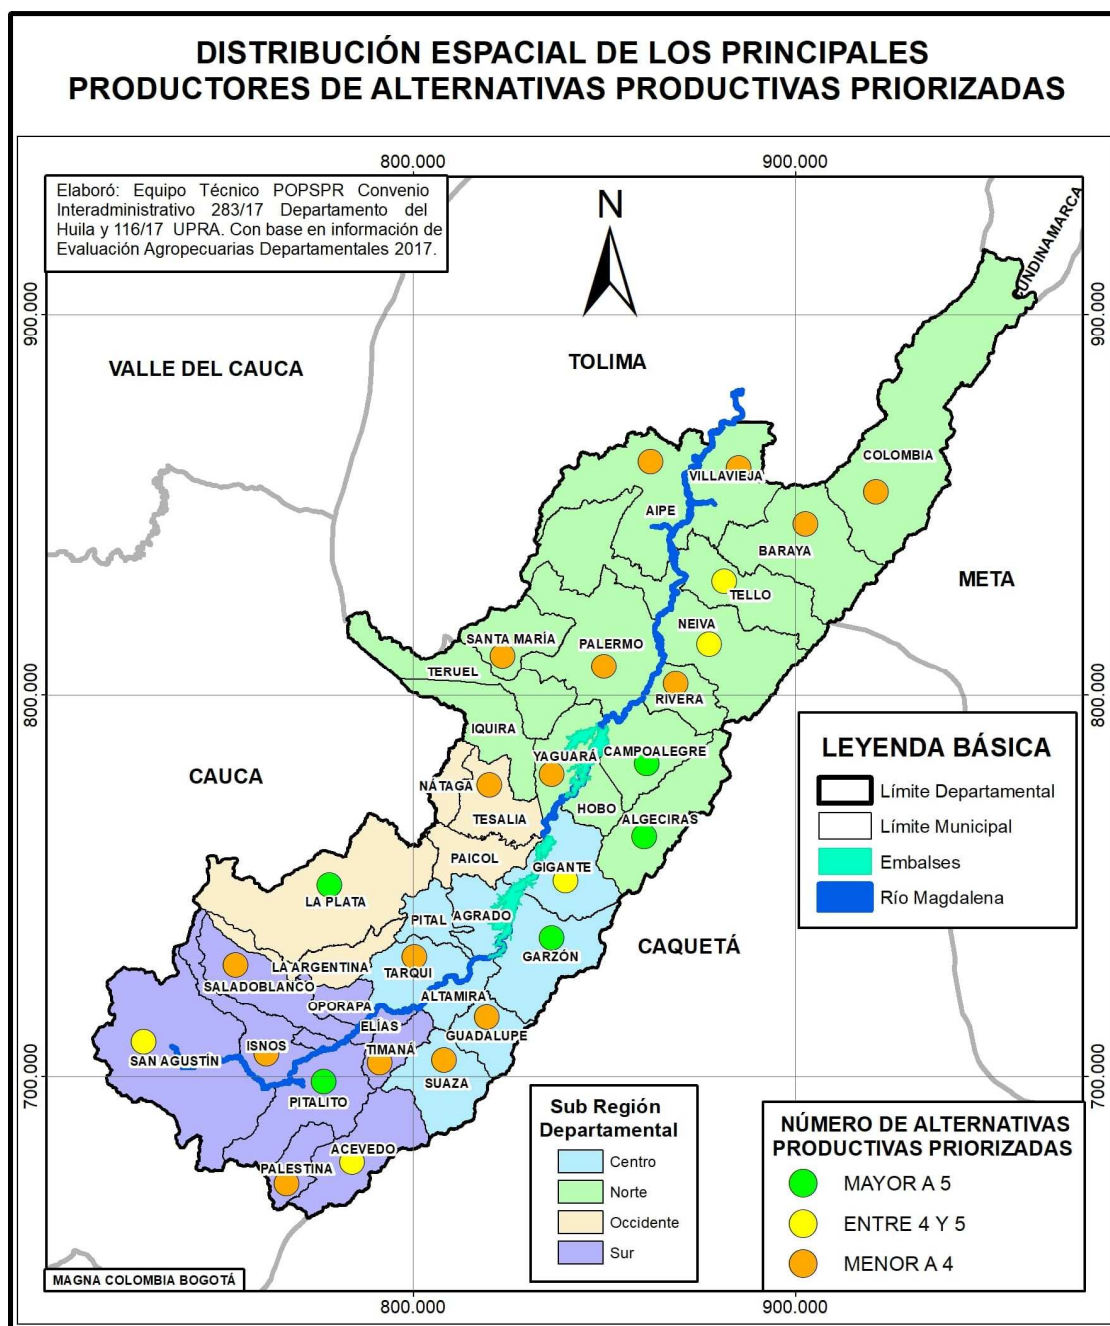 DISTRIBUCIÓN ESPACIAL DE LOS PRINCIPALES
PRODUCTORES DE ALTERNATIVAS PRODUCTIVAS PRIORIZADAS
800.000
900.000
Elaboró: Equipo Técnico POPSPR Convenio
Interadministrativo 283/17 Departamento del
Huila y 116/17 UPRA. Con base en información de
Evaluación Agropecuarias Departamentales 2017.
N
CUNDINAMARCA
900.000
900.000
VALLE DEL CAUCA
TOLIMA
COLOMBIA
VILLAVIEJA
AIPE
BARAYA
META
TELLO
NEIVA
SANTA MARÍA
PALERMO
TERUEL
RIVERA
800.000
800.000
IQUIRA
YAGUARÁ
CAMPOALEGRE
CAUCA
NÁTAGA
HOBO
TESALIA
ALGECIRAS
PAICOL
GIGANTE
LA PLATA
PITAL
AGRADO
CAQUETÁ
GARZÓN
LA ARGENTINA
TARQUI
SALADOBLANCO
ALTAMIRA
OPORAPA
ELÍAS
GUADALUPE
ISNOS
TIMANÁ
SAN AGUSTÍN
SUAZA
700.000
700.000
PITALITO
ACEVEDO
PALESTINA
LEYENDA BÁSICA
Límite Departamental
Límite Municipal
Embalses
Río Magdalena
Sub Región
Departamental
Centro
Norte
Occidente
Sur
NÚMERO DE ALTERNATIVAS
PRODUCTIVAS PRIORIZADAS
MAYOR A 5
ENTRE 4 Y 5
MENOR A 4
MAGNA COLOMBIA BOGOTÁ
800.000
900.000